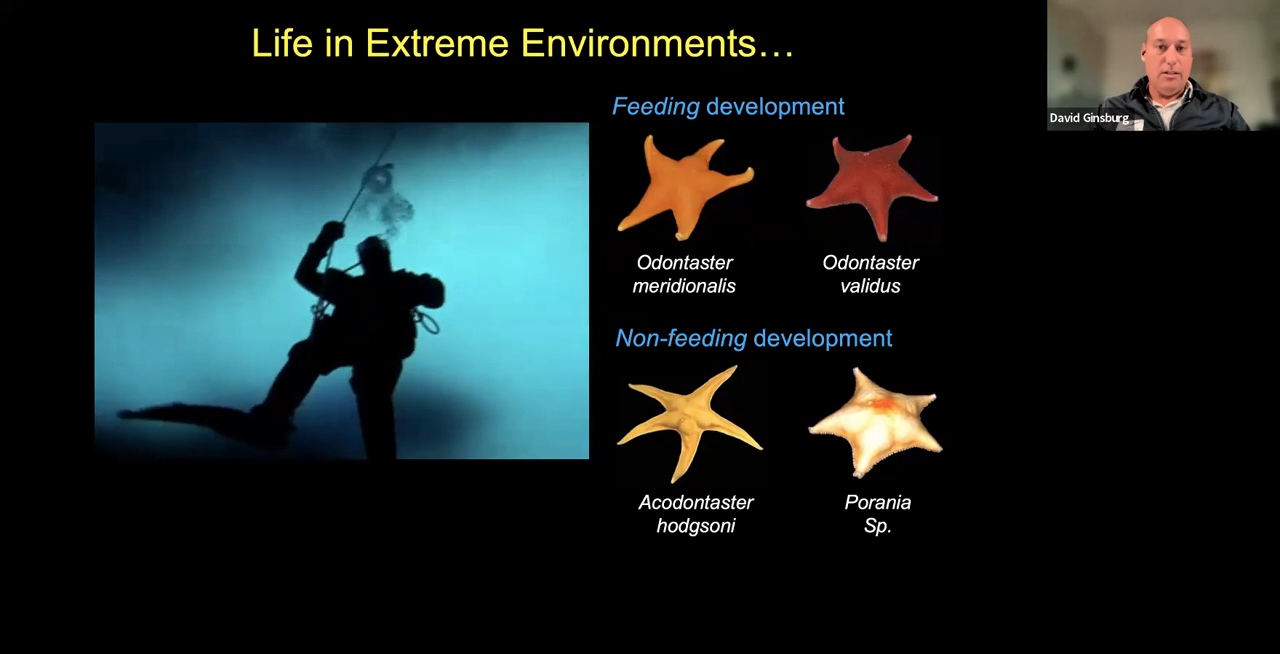 Life in Extreme Environments…
David Ginsburg
Feeding development
Odontaster
meridionalis
Odontaster
validus
Non-feeding development
Acodontaster
hodgsoni
Porania
Sp.